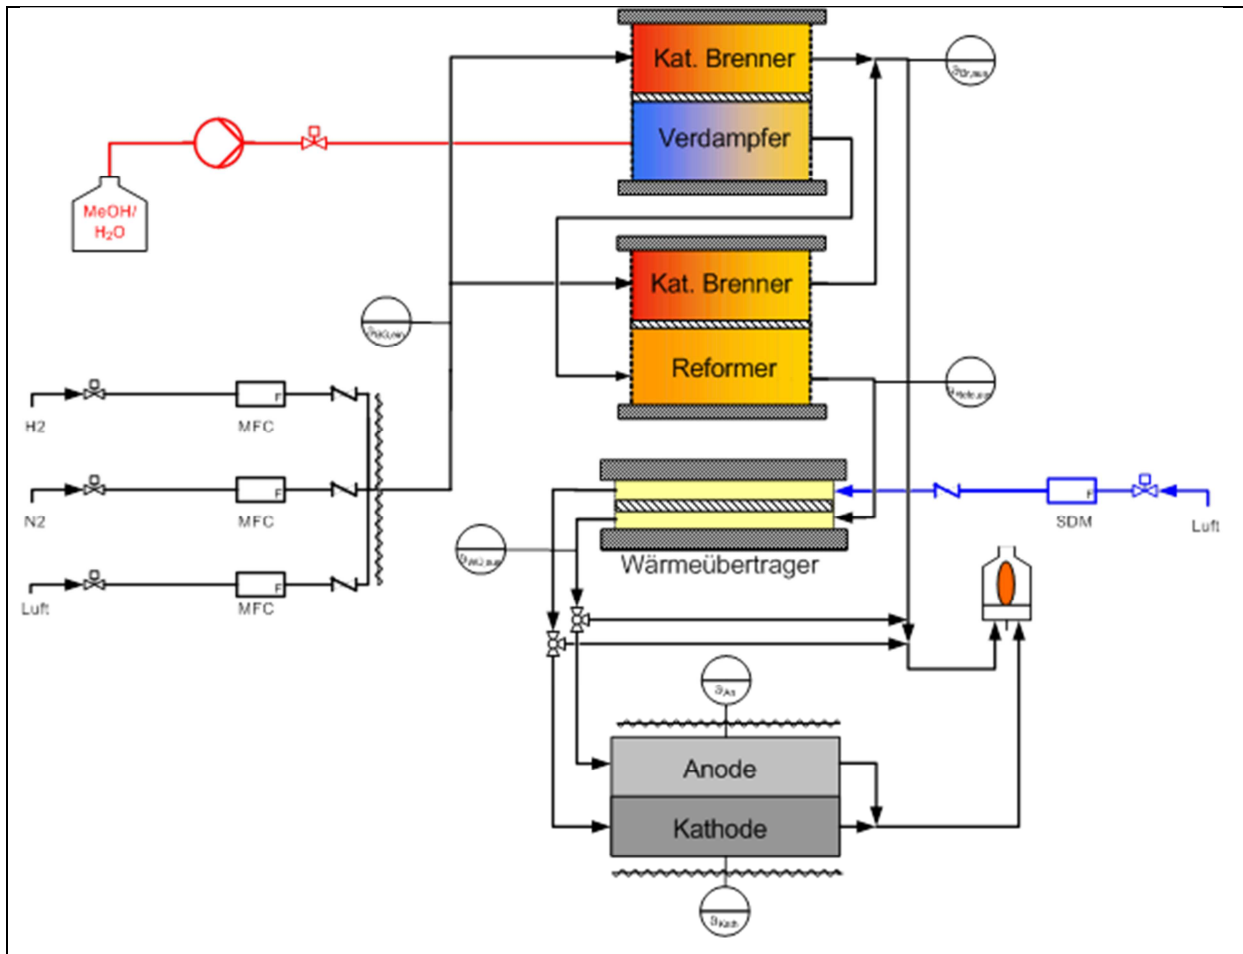 Kat. Brenner
Verdampfer
MeOH/
H₂O
Kat. Brenner
Reformer
H2
F
MFC
N2
F
MFC
Luft
F
MFC
F
SDM
Luft
Wärmeübertrager
Anode
Kathode